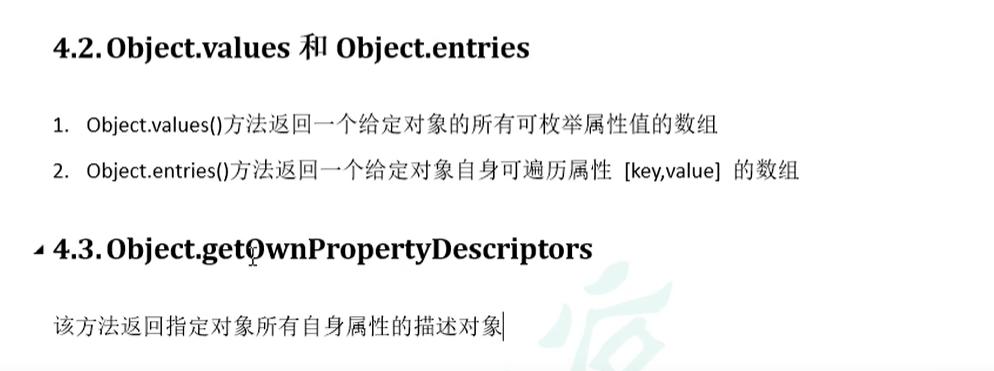 4.2. Object.values 和 Object.entries
1. Object.values()方法返回一个给定对象的所有可枚举属性值的数组
2. Object.entries()方法返回一个给定对象自身可遍历属性 [key,value] 的数组
4.3. Object.getOwnPropertyDescriptors
该方法返回指定对象所有自身属性的描述对象